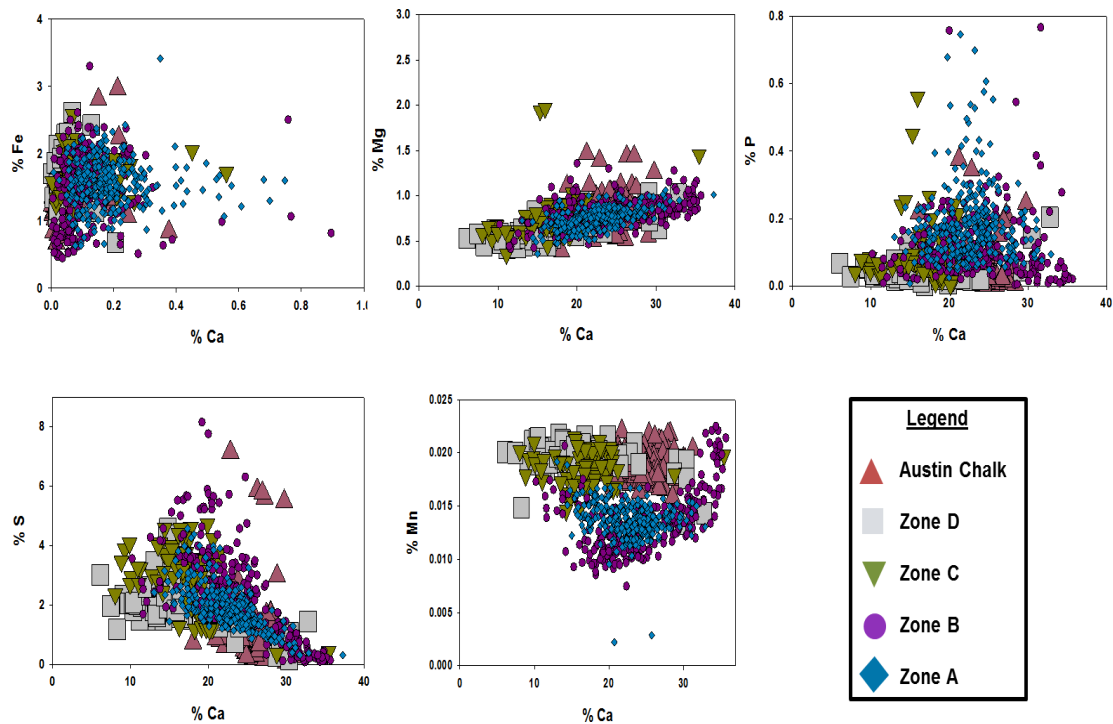 4
3
2
1
0
% Fe
0.0 0.2 0.4 0.6 0.8 1.0
% Ca
3.0
2.5
2.0
1.5
1.0
0.5
0.0
% Mg
0 10 20 30 40
% Ca
1.0
0.8
0.6
0.4
0.2
0.0
% P
0 10 20 30 40
% Ca
8
6
4
2
0
% S
0 10 20 30 40
% Ca
0.025
0.020
0.015
0.010
0.005
0.000
% Mn
0 10 20 30
% Ca
Legend
Austin Chalk
Zone D
Zone C
Zone B
Zone A